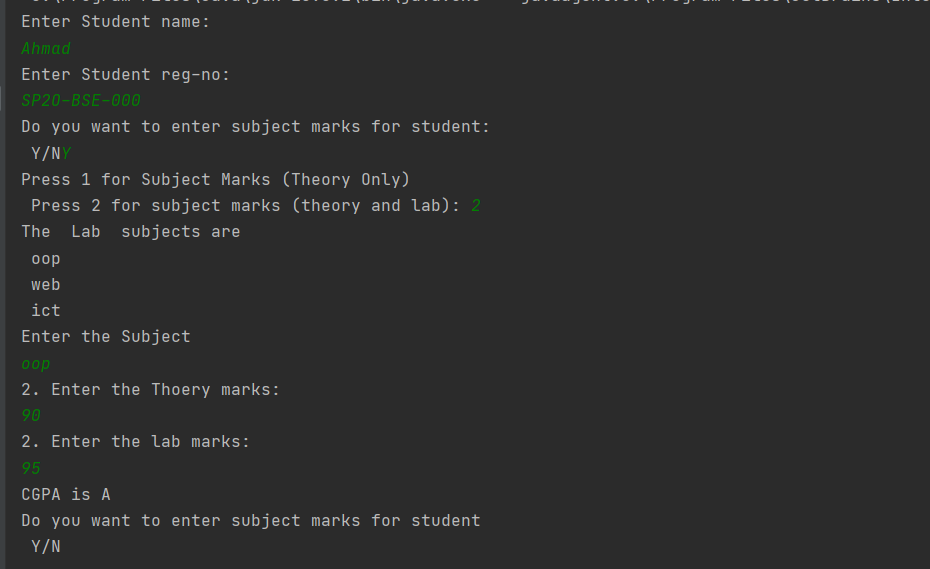 Enter Student name:
Ahmad
Enter Student reg-no:
SP20-BSE-000
Do you want to enter subject marks for student:
Y/NY
Press 1 for Subject Marks (Theory Only)
Press 2 for subject marks (theory and lab): 2
The  Lab  subjects are
oop
web
ict
Enter the Subject
oop
2. Enter the Thoery marks:
90
2. Enter the lab marks:
95
CGPA is A
Do you want to enter subject marks for student
Y/N